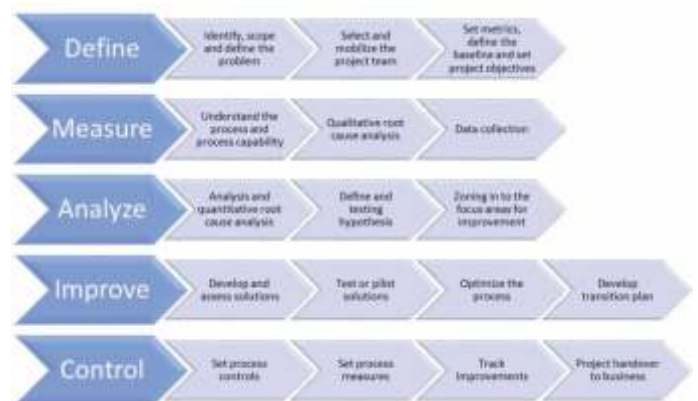 Define
Identify, scope
and define the
problem
Select and
mobilize the
project team
Set metrics,
define the
baseline and set
project objectives
Measure
Understand the
process and
process capability
Qualitative root
cause analysis
Data collection
Analyze
Analysis and
quantitative root
cause analysis
Define and
testing
hypothesis
Zoning in to the
focus areas for
improvement
Improve
Develop and
assess solutions
Test or pilot
solutions
Optimize the
process
Develop
transition plan
Control
Set process
controls
Set process
measures
Track
Improvements
Project handover
to business